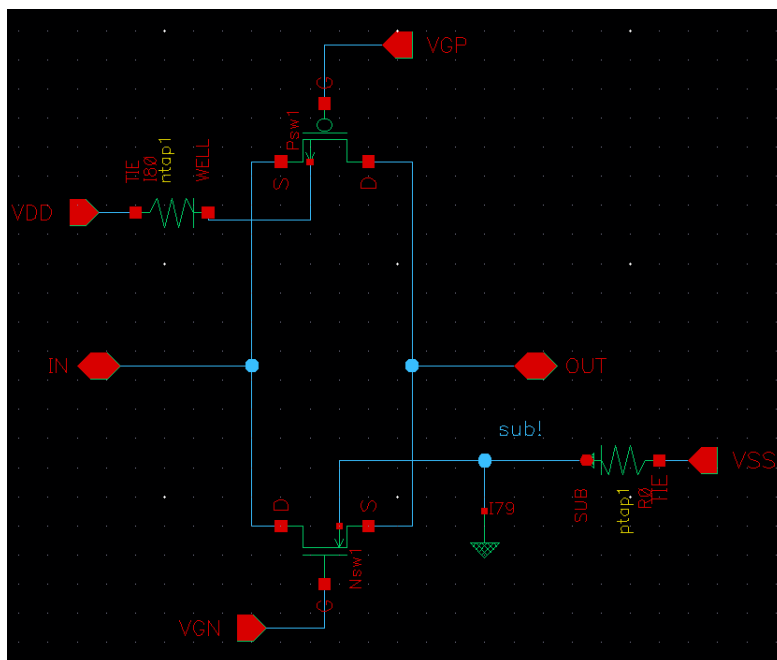 VGP
G
Psw1
S
D
TIE
I80
ntap1
WELL
VDD
IN
OUT
sub!
VSS
D
S
I79
SUB
ptap1
R0
TIE
Nsw1
G
VGN